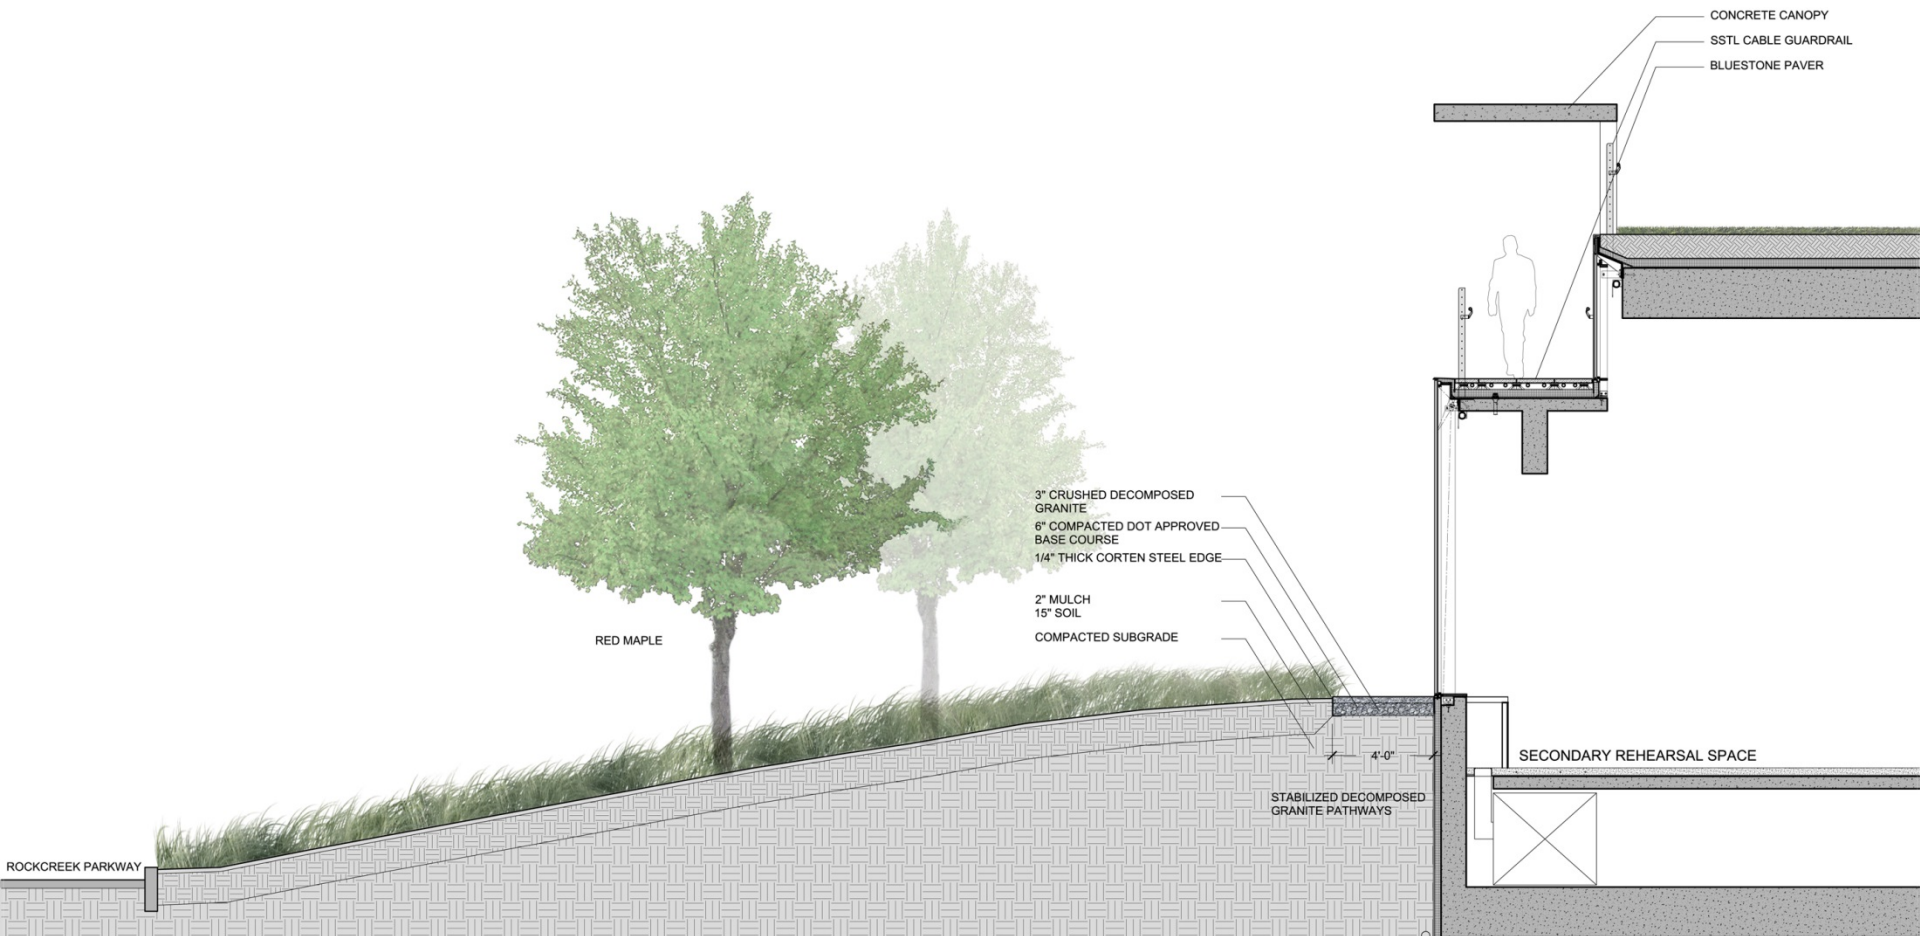 CONCRETE CANOPY
SSTL CABLE GUARDRAIL
BLUESTONE PAVER
3" CRUSHED DECOMPOSED
GRANITE
6" COMPACTED DOT APPROVED
BASE COURSE
1/4" THICK CORTEN STEEL EDGE
2" MULCH
15" SOIL
COMPACTED SUBGRADE
RED MAPLE
4'-0"
SECONDARY REHEARSAL SPACE
STABILIZED DECOMPOSED
GRANITE PATHWAYS
ROCKCREEK PARKWAY